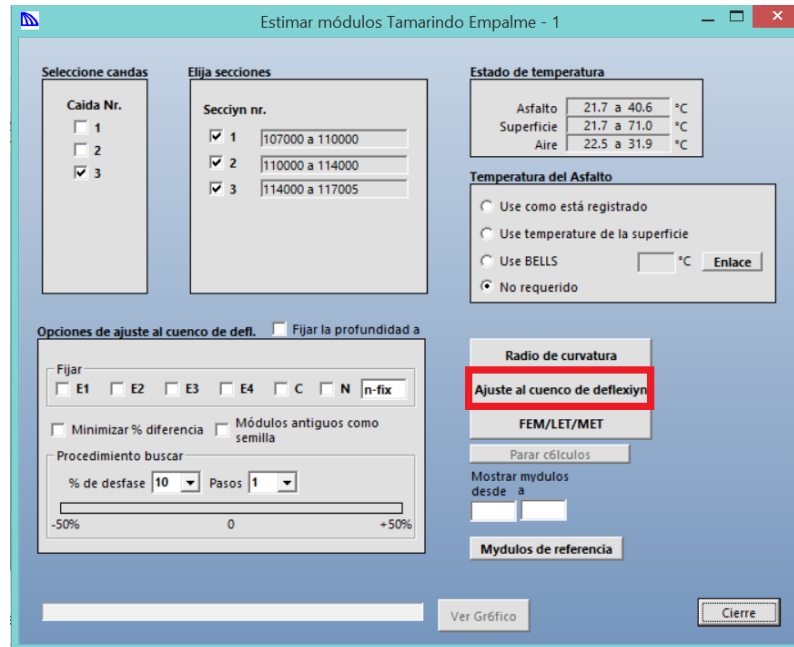 Estimar módulos Tamarindo Empalme - 1
Seleccione caнdas
Caida Nr.
1
2
3
Elija secciones
Secciyn nr.
1 107000 a 110000
2 110000 a 114000
3 114000 a 117005
Estado de temperatura
Asfalto 21.7 a 40.6 °C
Superficie 21.7 a 71.0 °C
Aire 22.5 a 31.9 °C
Temperatura del Asfalto
Use como está registrado
Use temperature de la superficie
Use BELLS °C Enlace
No requerido
Opciones de ajuste al cuenco de defl. Fijar la profundidad a
Fijar
E1 E2 E3 E4 C N n-fix
Minimizar % diferencia Módulos antiguos como
semilla
Procedimiento buscar
% de desfase 10 Pasos 1
-50% 0 +50%
Radio de curvatura
Ajuste al cuenco de deflexiyn
FEM/LET/MET
Parar c6lculos
Mostrar mydulos
desde a
Mydulos de referencia
Ver Gr6fico
Cierre